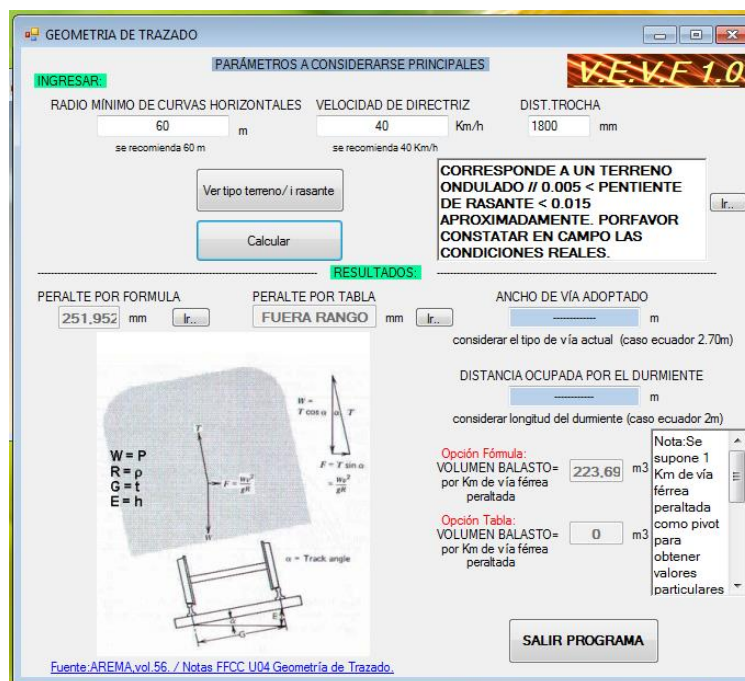 GEOMETRIA DE TRAZADO
PARÁMETROS A CONSIDERARSE PRINCIPALES
V.E.V.F 1.0
INGRESAR:
RADIO MÍNIMO DE CURVAS HORIZONTALES
60 m
se recomienda 60 m
VELOCIDAD DE DIRECTRIZ
40 Km/h
se recomienda 40 Km/h
DIST.TROCHA
1800 mm
Ver tipo terreno/ i rasante
Calcular
CORRESPONDE A UN TERRENO
ONDULADO // 0.005 < PENTIENTE
DE RASANTE < 0.015
APROXIMADAMENTE. PORFAVOR
CONSTATAR EN CAMPO LAS
CONDICIONES REALES.
Ir..
RESULTADOS:
PERALTE POR FORMULA
251,952 mm Ir..
PERALTE POR TABLA
FUERA RANGO mm Ir..
ANCHO DE VÍA ADOPTADO
------------- m
considerar el tipo de vía actual (caso ecuador 2.70m)
DISTANCIA OCUPADA POR EL DURMIENTE
------------ m
considerar longitud del durmiente (caso ecuador 2m)
W = P
R = ρ
G = t
E = h
T
F = Wv²/gR
W
W =
T cos α
α
T
F = T sin α
= Wv²/gR
α = Track angle
α
E
G
Opción Fórmula:
VOLUMEN BALASTO= 223,69 m3
por Km de vía férrea
peraltada
Opción Tabla:
VOLUMEN BALASTO= 0 m3
por Km de vía férrea
peraltada
Nota:Se
supone 1
Km de vía
férrea
peraltada
como pivot
para
obtener
valores
particulares
SALIR PROGRAMA
Fuente:AREMA,vol.56. / Notas FFCC U04 Geometría de Trazado.